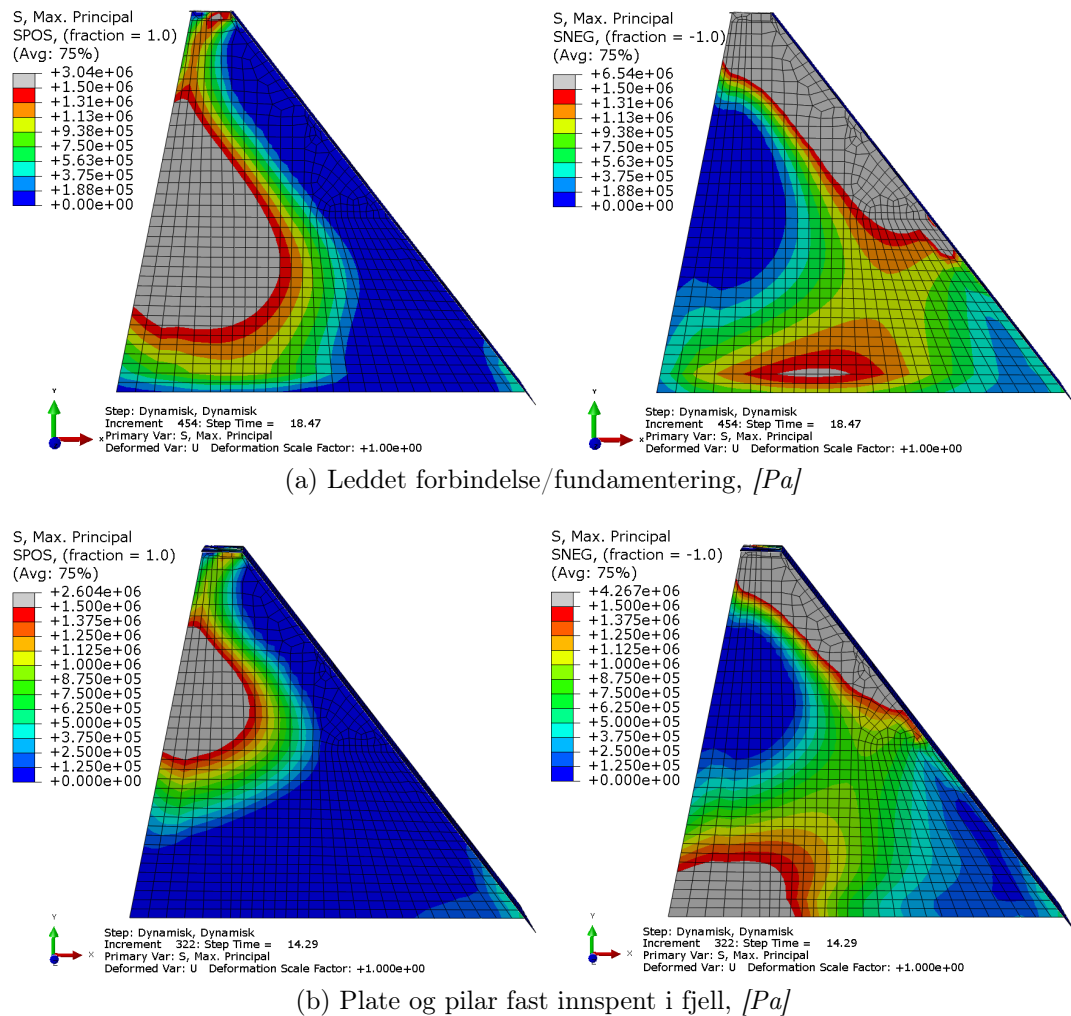 S, Max. Principal
SPOS, (fraction = 1.0)
(Avg: 75%)
+3.04e+06
+1.50e+06
+1.31e+06
+1.13e+06
+9.38e+05
+7.50e+05
+5.63e+05
+3.75e+05
+1.88e+05
+0.00e+00
Y
X
Step: Dynamisk, Dynamisk
Increment 454: Step Time = 18.47
Primary Var: S, Max. Principal
Deformed Var: U Deformation Scale Factor: +1.00e+00
S, Max. Principal
SNEG, (fraction = -1.0)
(Avg: 75%)
+6.54e+06
+1.50e+06
+1.31e+06
+1.13e+06
+9.38e+05
+7.50e+05
+5.63e+05
+3.75e+05
+1.88e+05
+0.00e+00
Y
X
Step: Dynamisk, Dynamisk
Increment 454: Step Time = 18.47
Primary Var: S, Max. Principal
Deformed Var: U Deformation Scale Factor: +1.00e+00
(a) Leddet forbindelse/fundamentering, [Pa]
S, Max. Principal
SPOS, (fraction = 1.0)
(Avg: 75%)
+2.604e+06
+1.500e+06
+1.375e+06
+1.250e+06
+1.125e+06
+1.000e+06
+8.750e+05
+7.500e+05
+6.250e+05
+5.000e+05
+3.750e+05
+2.500e+05
+1.250e+05
+0.000e+00
Y
X
Step: Dynamisk, Dynamisk
Increment 322: Step Time = 14.29
Primary Var: S, Max. Principal
Deformed Var: U Deformation Scale Factor: +1.000e+00
S, Max. Principal
SNEG, (fraction = -1.0)
(Avg: 75%)
+4.267e+06
+1.500e+06
+1.375e+06
+1.250e+06
+1.125e+06
+1.000e+06
+8.750e+05
+7.500e+05
+6.250e+05
+5.000e+05
+3.750e+05
+2.500e+05
+1.250e+05
+0.000e+00
Y
X
Step: Dynamisk, Dynamisk
Increment 322: Step Time = 14.29
Primary Var: S, Max. Principal
Deformed Var: U Deformation Scale Factor: +1.000e+00
(b) Plate og pilar fast innspent i fjell, [Pa]